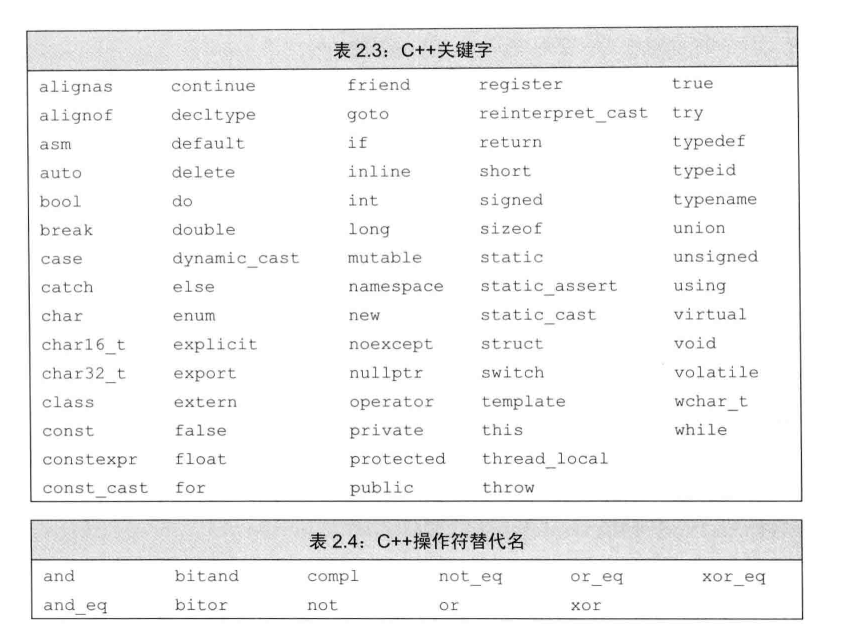 表 2.3：C++关键字
alignas continue friend register true
alignof decltype goto reinterpret_cast try
asm default if return typedef
auto delete inline short typeid
bool do int signed typename
break double long sizeof union
case dynamic_cast mutable static unsigned
catch else namespace static_assert using
char enum new static_cast virtual
char16_t explicit noexcept struct void
char32_t export nullptr switch volatile
class extern operator template wchar_t
const false private this while
constexpr float protected thread_local
const_cast for public throw
表 2.4：C++操作符替代名
and bitand compl not_eq or_eq xor_eq
and_eq bitor not or xor